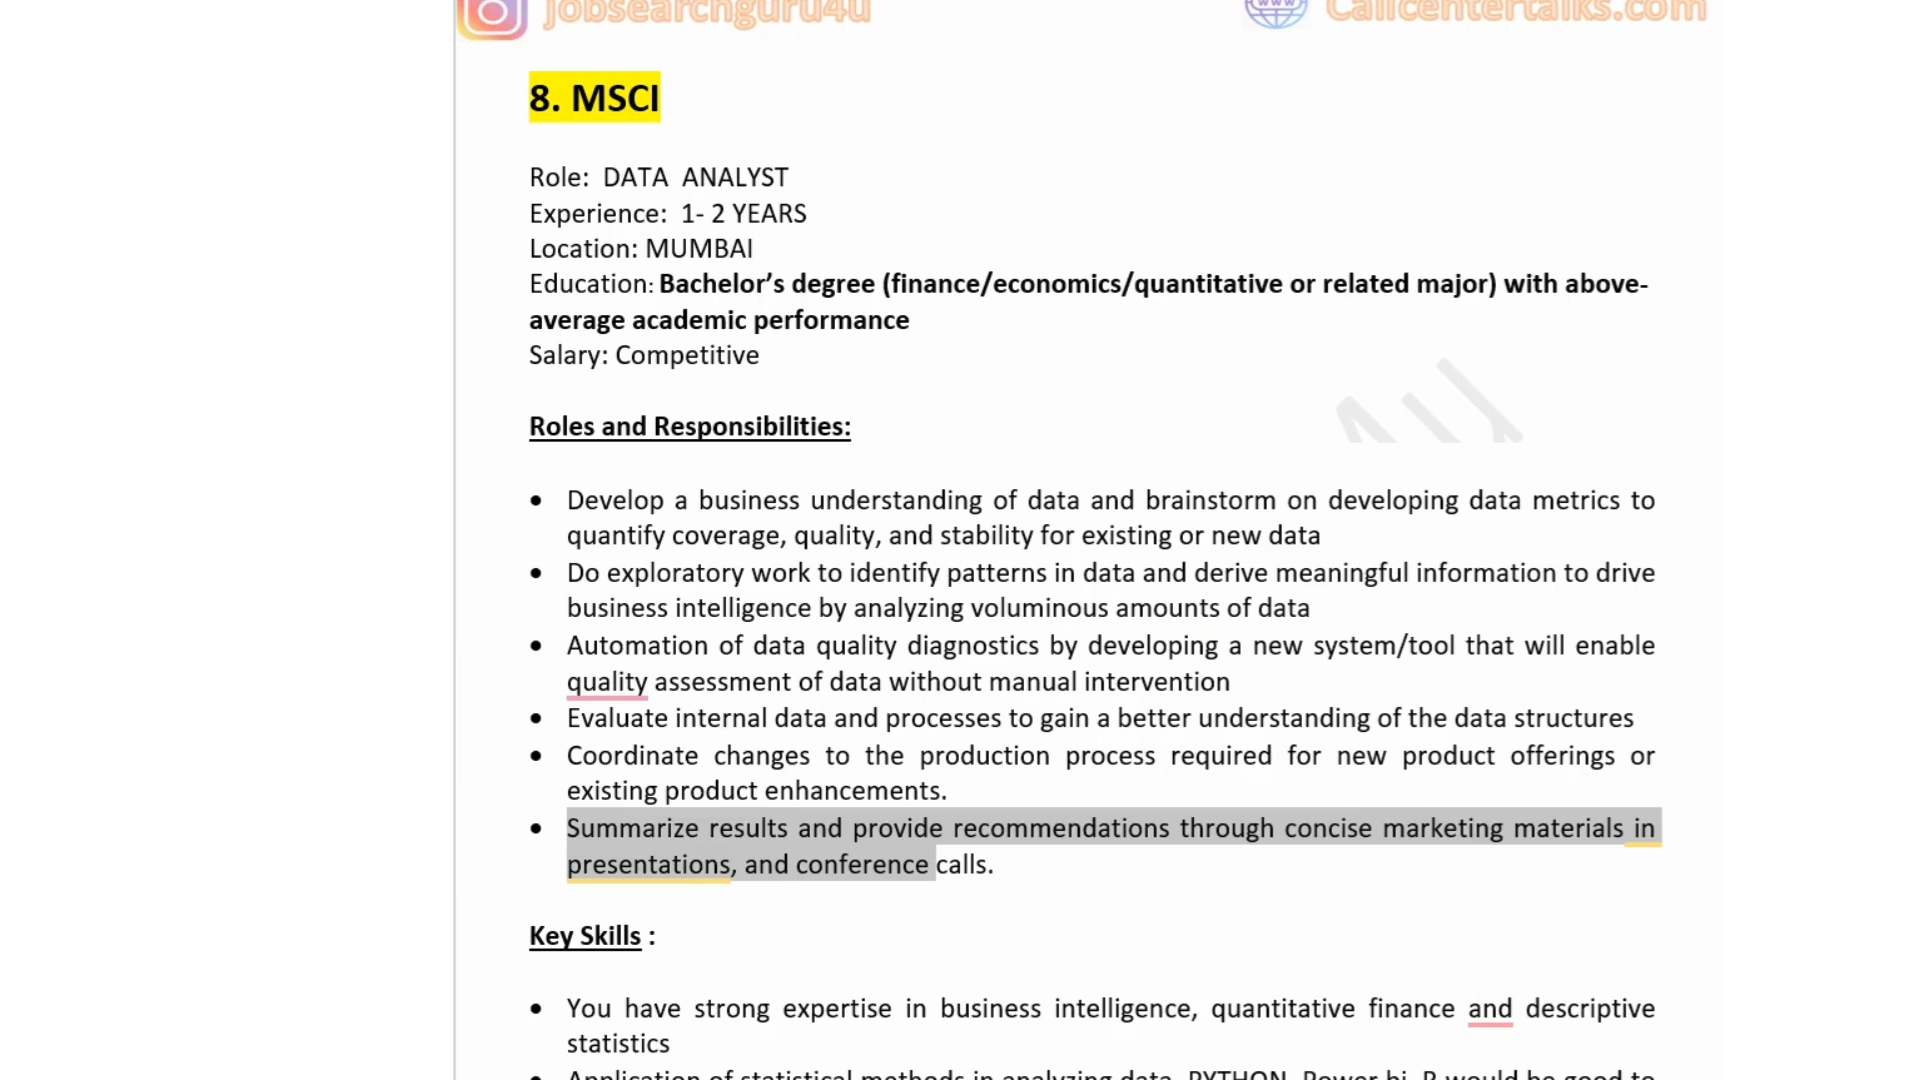 jobsearchguru4u
Callcentertalks.com
8. MSCI
Role: DATA ANALYST
Experience: 1- 2 YEARS
Location: MUMBAI
Education: Bachelor’s degree (finance/economics/quantitative or related major) with above-
average academic performance
Salary: Competitive
Roles and Responsibilities:
• Develop a business understanding of data and brainstorm on developing data metrics to
quantify coverage, quality, and stability for existing or new data
• Do exploratory work to identify patterns in data and derive meaningful information to drive
business intelligence by analyzing voluminous amounts of data
• Automation of data quality diagnostics by developing a new system/tool that will enable
quality assessment of data without manual intervention
• Evaluate internal data and processes to gain a better understanding of the data structures
• Coordinate changes to the production process required for new product offerings or
existing product enhancements.
• Summarize results and provide recommendations through concise marketing materials in
presentations, and conference calls.
Key Skills :
• You have strong expertise in business intelligence, quantitative finance and descriptive
statistics
• Application of statistical methods in analyzing data, PYTHON, Power bi, R would be good to